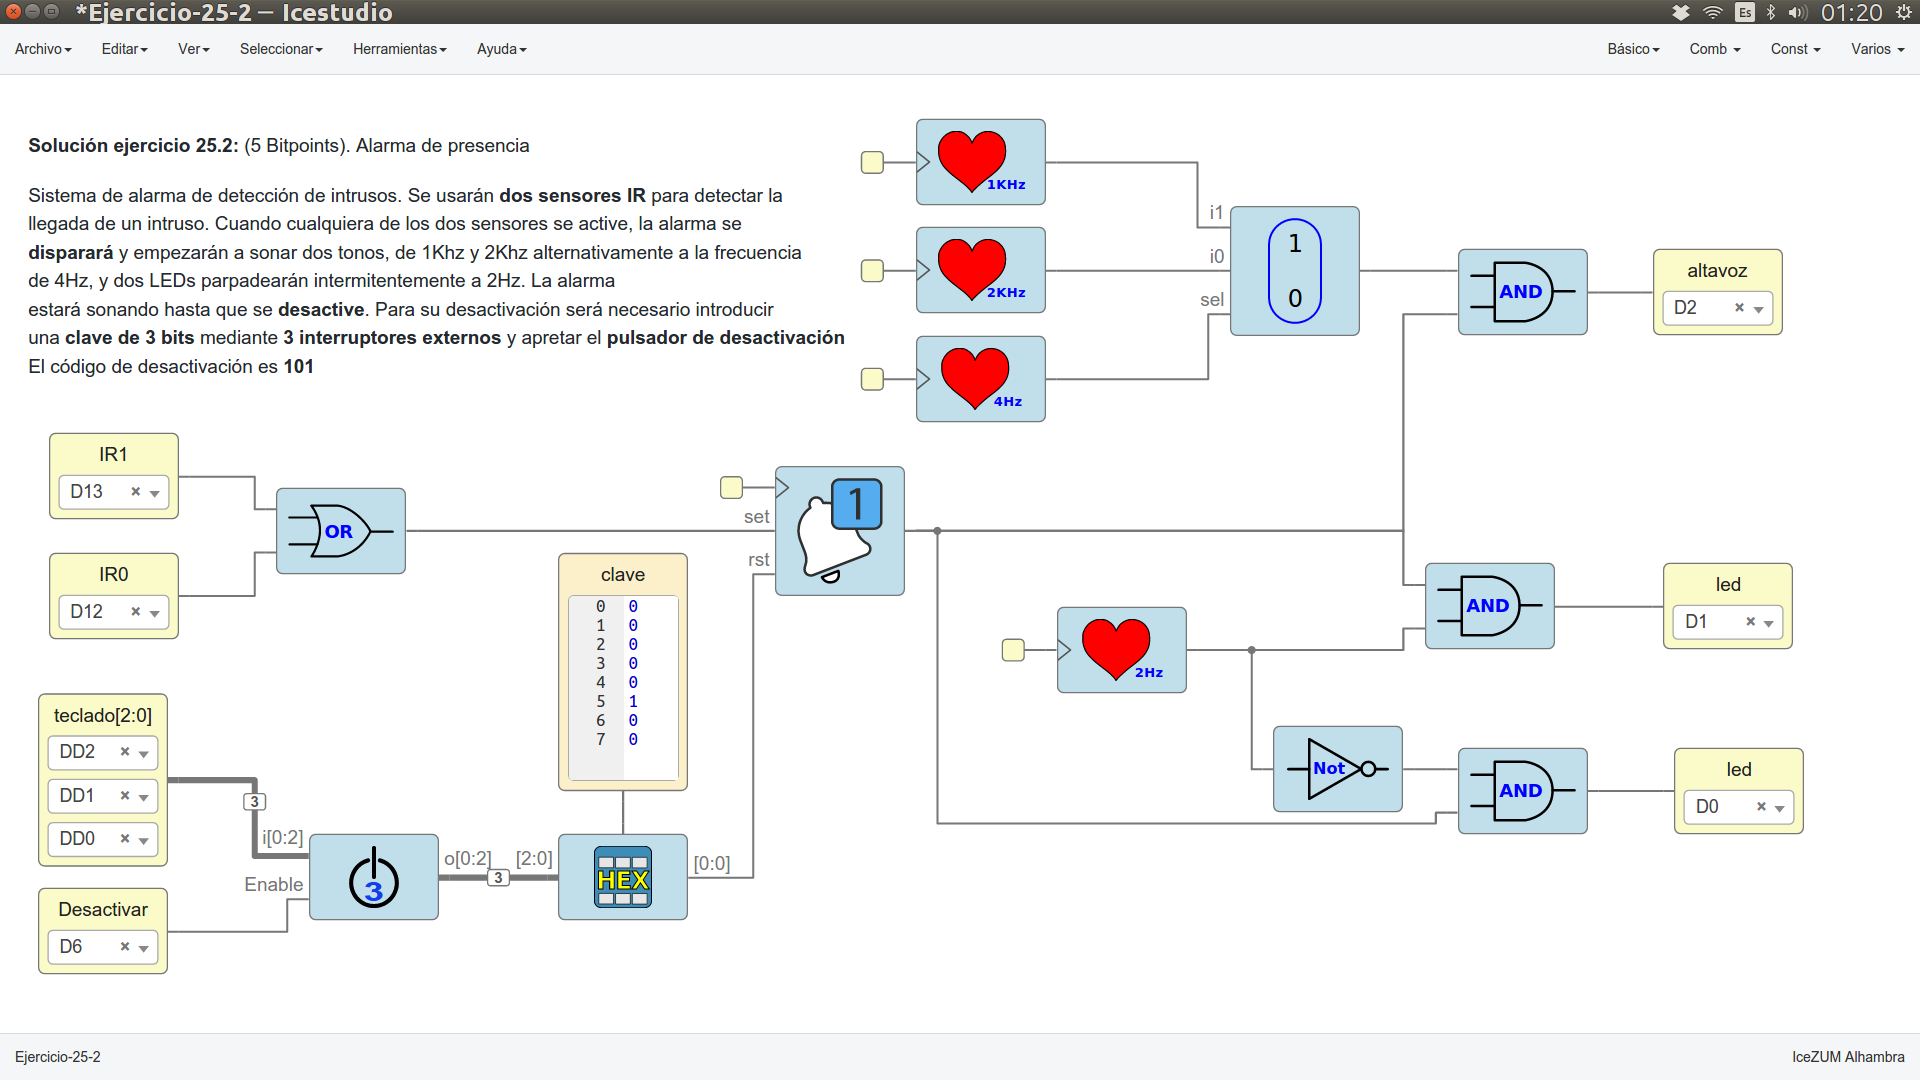 *Ejercicio-25-2 — Icestudio
Es
01:20
Archivo
Editar
Ver
Seleccionar
Herramientas
Ayuda
Básico
Comb
Const
Varios
Solución ejercicio 25.2: (5 Bitpoints). Alarma de presencia
Sistema de alarma de detección de intrusos. Se usarán dos sensores IR para detectar la
llegada de un intruso. Cuando cualquiera de los dos sensores se active, la alarma se
disparará y empezarán a sonar dos tonos, de 1Khz y 2Khz alternativamente a la frecuencia
de 4Hz, y dos LEDs parpadearán intermitentemente a 2Hz. La alarma
estará sonando hasta que se desactive. Para su desactivación será necesario introducir
una clave de 3 bits mediante 3 interruptores externos y apretar el pulsador de desactivación
El código de desactivación es 101
1KHz
2KHz
4Hz
i1
i0
sel
1
0
AND
altavoz
D2
IR1
D13
IR0
D12
OR
set
rst
1
clave
0 0
1 0
2 0
3 0
4 0
5 1
6 0
7 0
2Hz
AND
led
D1
Not
AND
led
D0
teclado[2:0]
DD2
DD1
DD0
3
i[0:2]
Enable
3
o[0:2]
3
[2:0]
HEX
[0:0]
Desactivar
D6
Ejercicio-25-2
IceZUM Alhambra